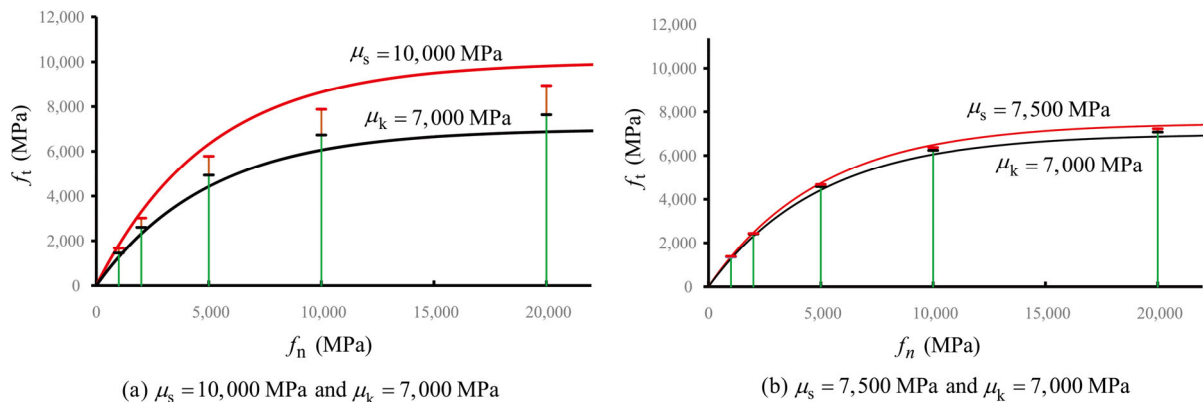 12,000
10,000
8,000
6,000
4,000
2,000
0
f_t (MPa)
μ_s = 10,000 MPa
μ_k = 7,000 MPa
0 5,000 10,000 15,000 20,000
f_n (MPa)
(a) μ_s = 10,000 MPa and μ_k = 7,000 MPa
12,000
10,000
8,000
6,000
4,000
2,000
0
f_t (MPa)
μ_s = 7,500 MPa
μ_k = 7,000 MPa
0 5,000 10,000 15,000 20,000
f_n (MPa)
(b) μ_s = 7,500 MPa and μ_k = 7,000 MPa